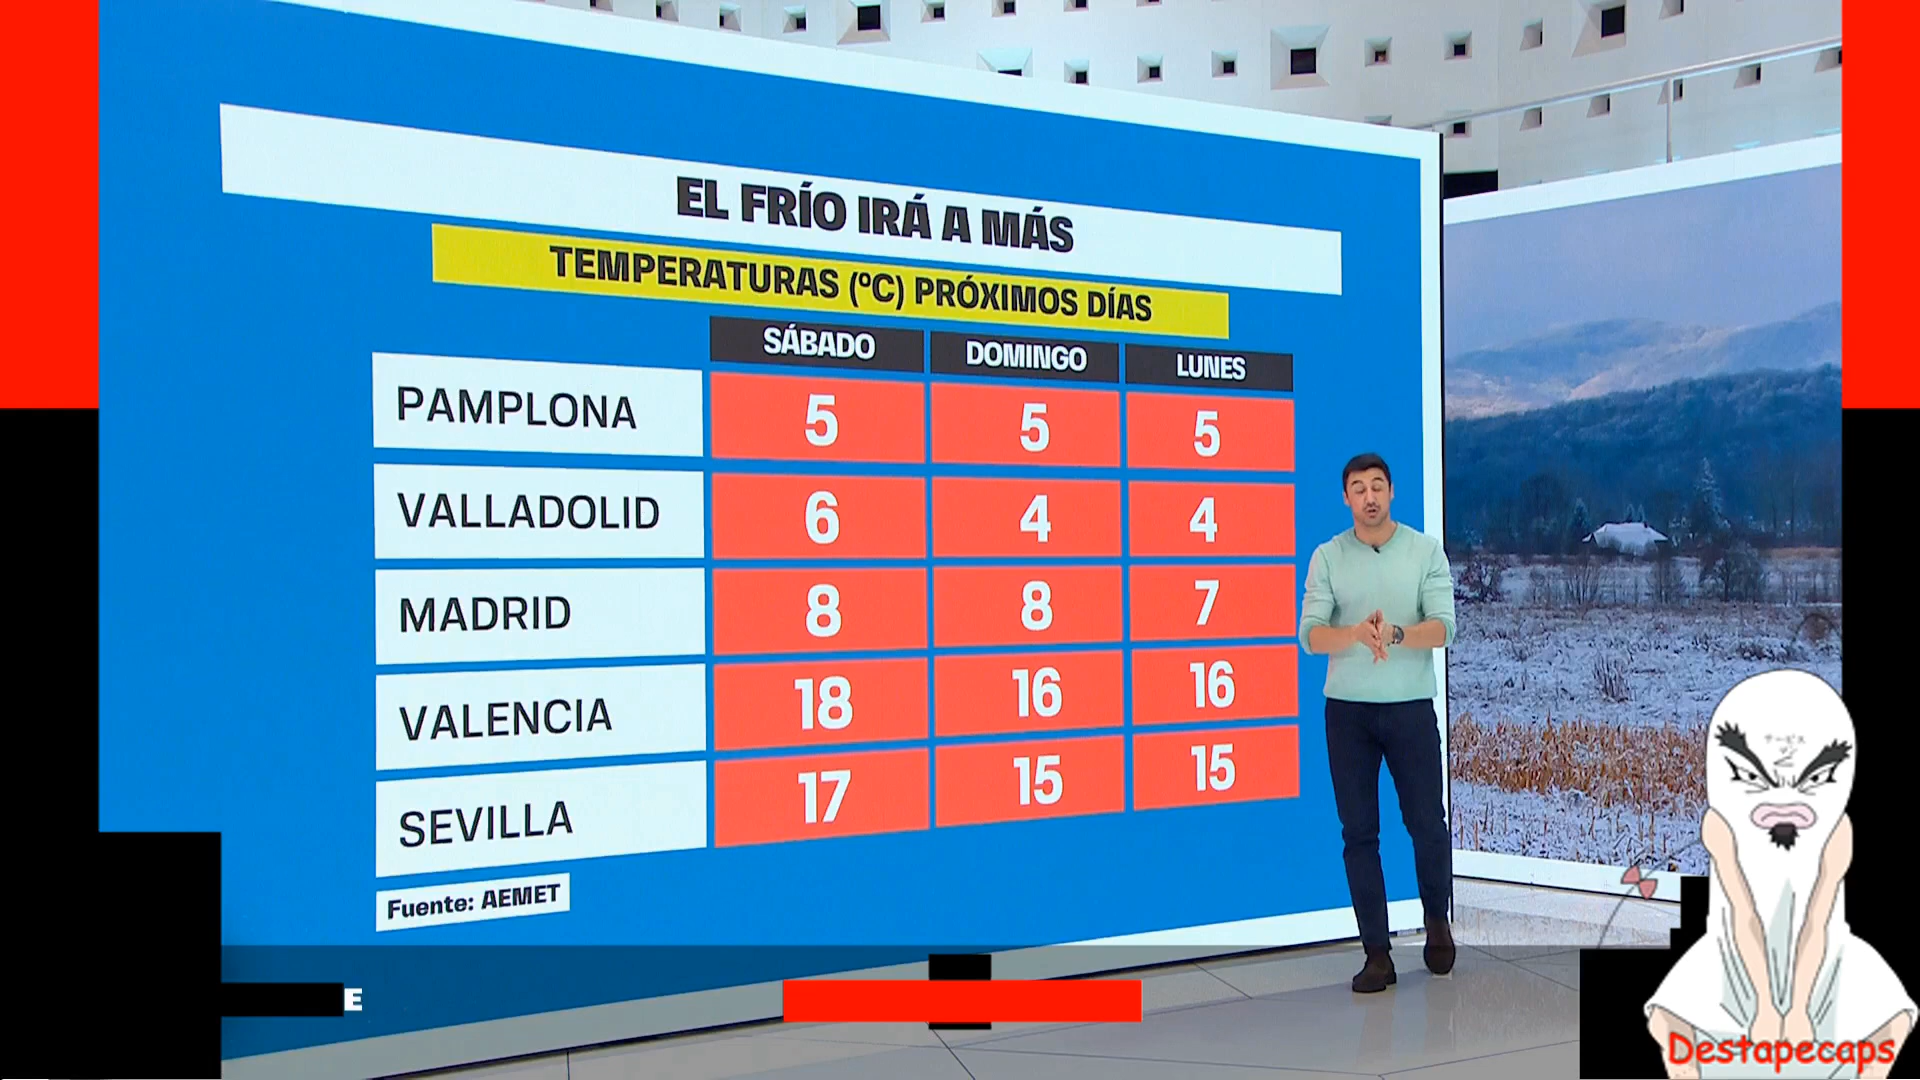 EL FRÍO IRÁ A MÁS
TEMPERATURAS (ºC) PRÓXIMOS DÍAS
SÁBADO DOMINGO LUNES
PAMPLONA 5 5 5
VALLADOLID 6 4 4
MADRID 8 8 7
VALENCIA 18 16 16
SEVILLA 17 15 15
Fuente: AEMET
E
Destapecaps